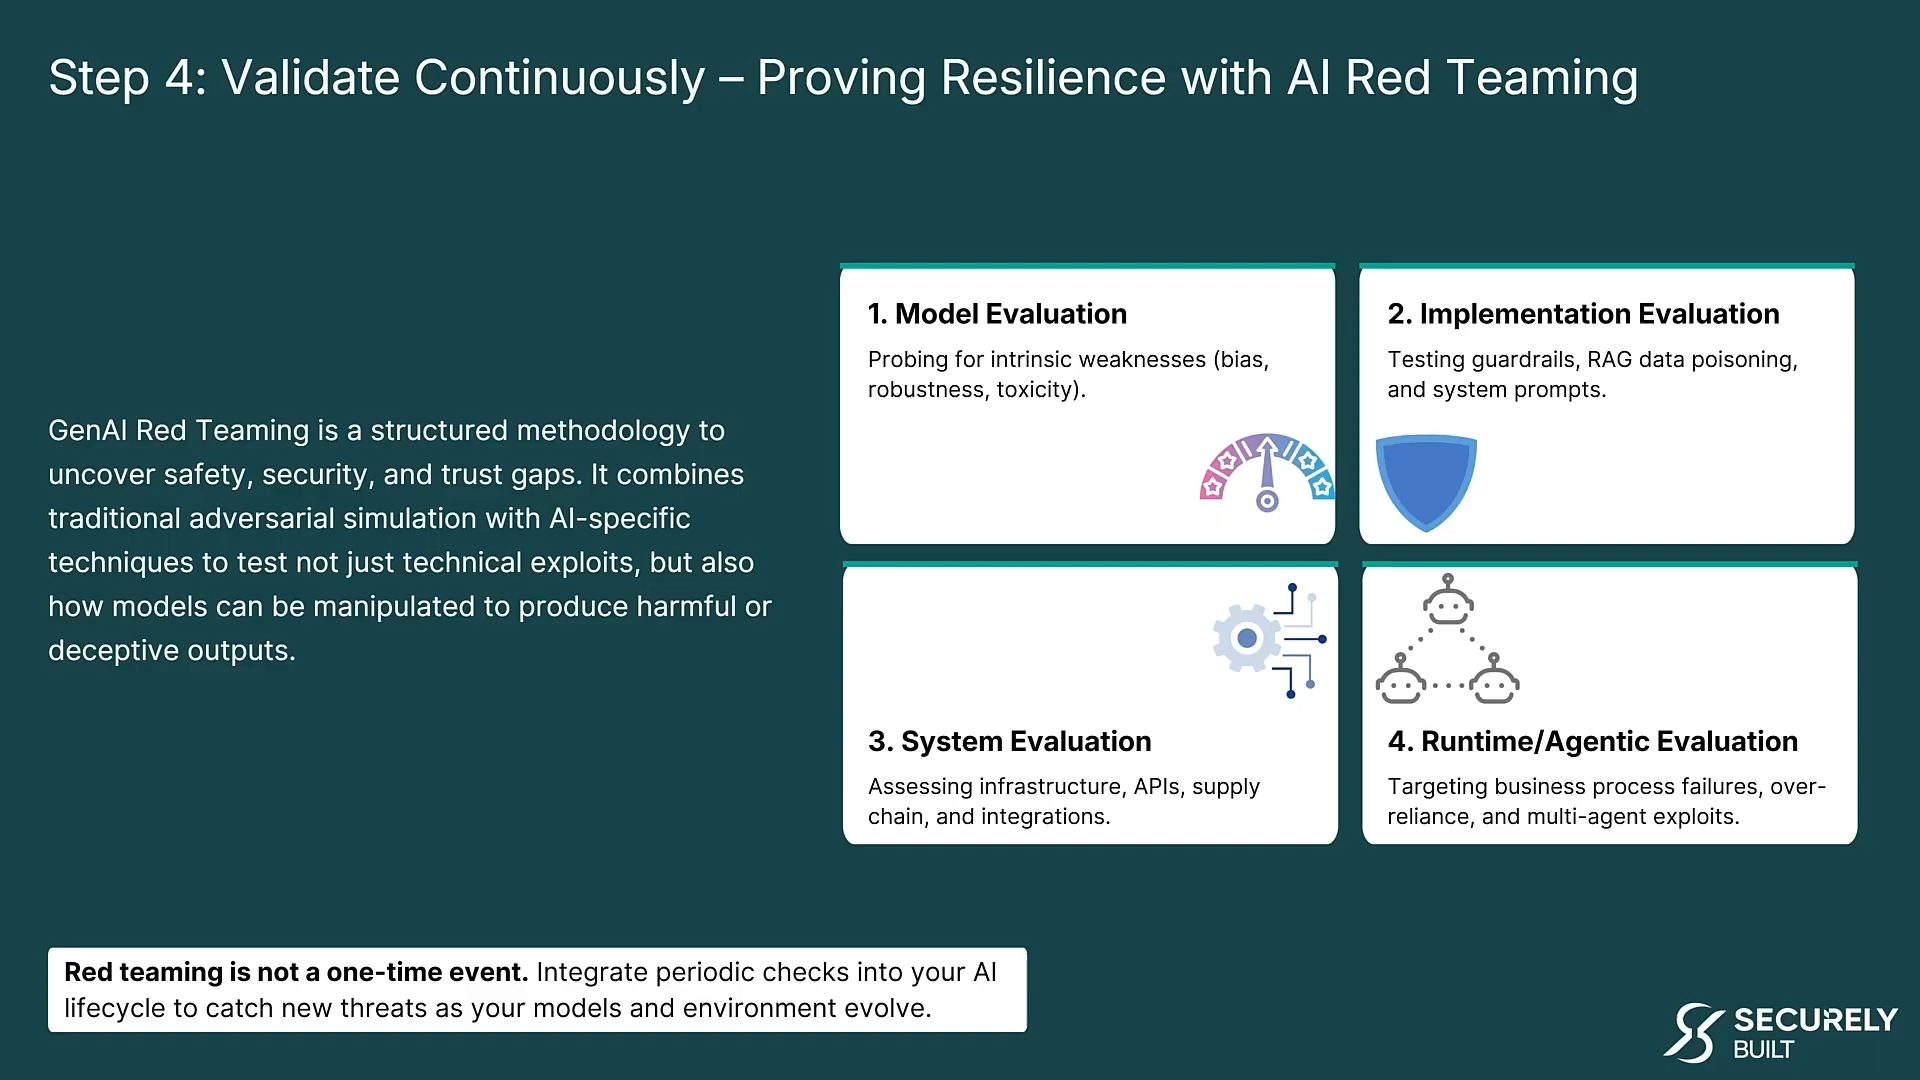 Step 4: Validate Continuously – Proving Resilience with AI Red Teaming
GenAI Red Teaming is a structured methodology to
uncover safety, security, and trust gaps. It combines
traditional adversarial simulation with AI-specific
techniques to test not just technical exploits, but also
how models can be manipulated to produce harmful or
deceptive outputs.
1. Model Evaluation
Probing for intrinsic weaknesses (bias,
robustness, toxicity).
2. Implementation Evaluation
Testing guardrails, RAG data poisoning,
and system prompts.
3. System Evaluation
Assessing infrastructure, APIs, supply
chain, and integrations.
4. Runtime/Agentic Evaluation
Targeting business process failures, over-
reliance, and multi-agent exploits.
Red teaming is not a one-time event. Integrate periodic checks into your AI
lifecycle to catch new threats as your models and environment evolve.
SECURELY
BUILT